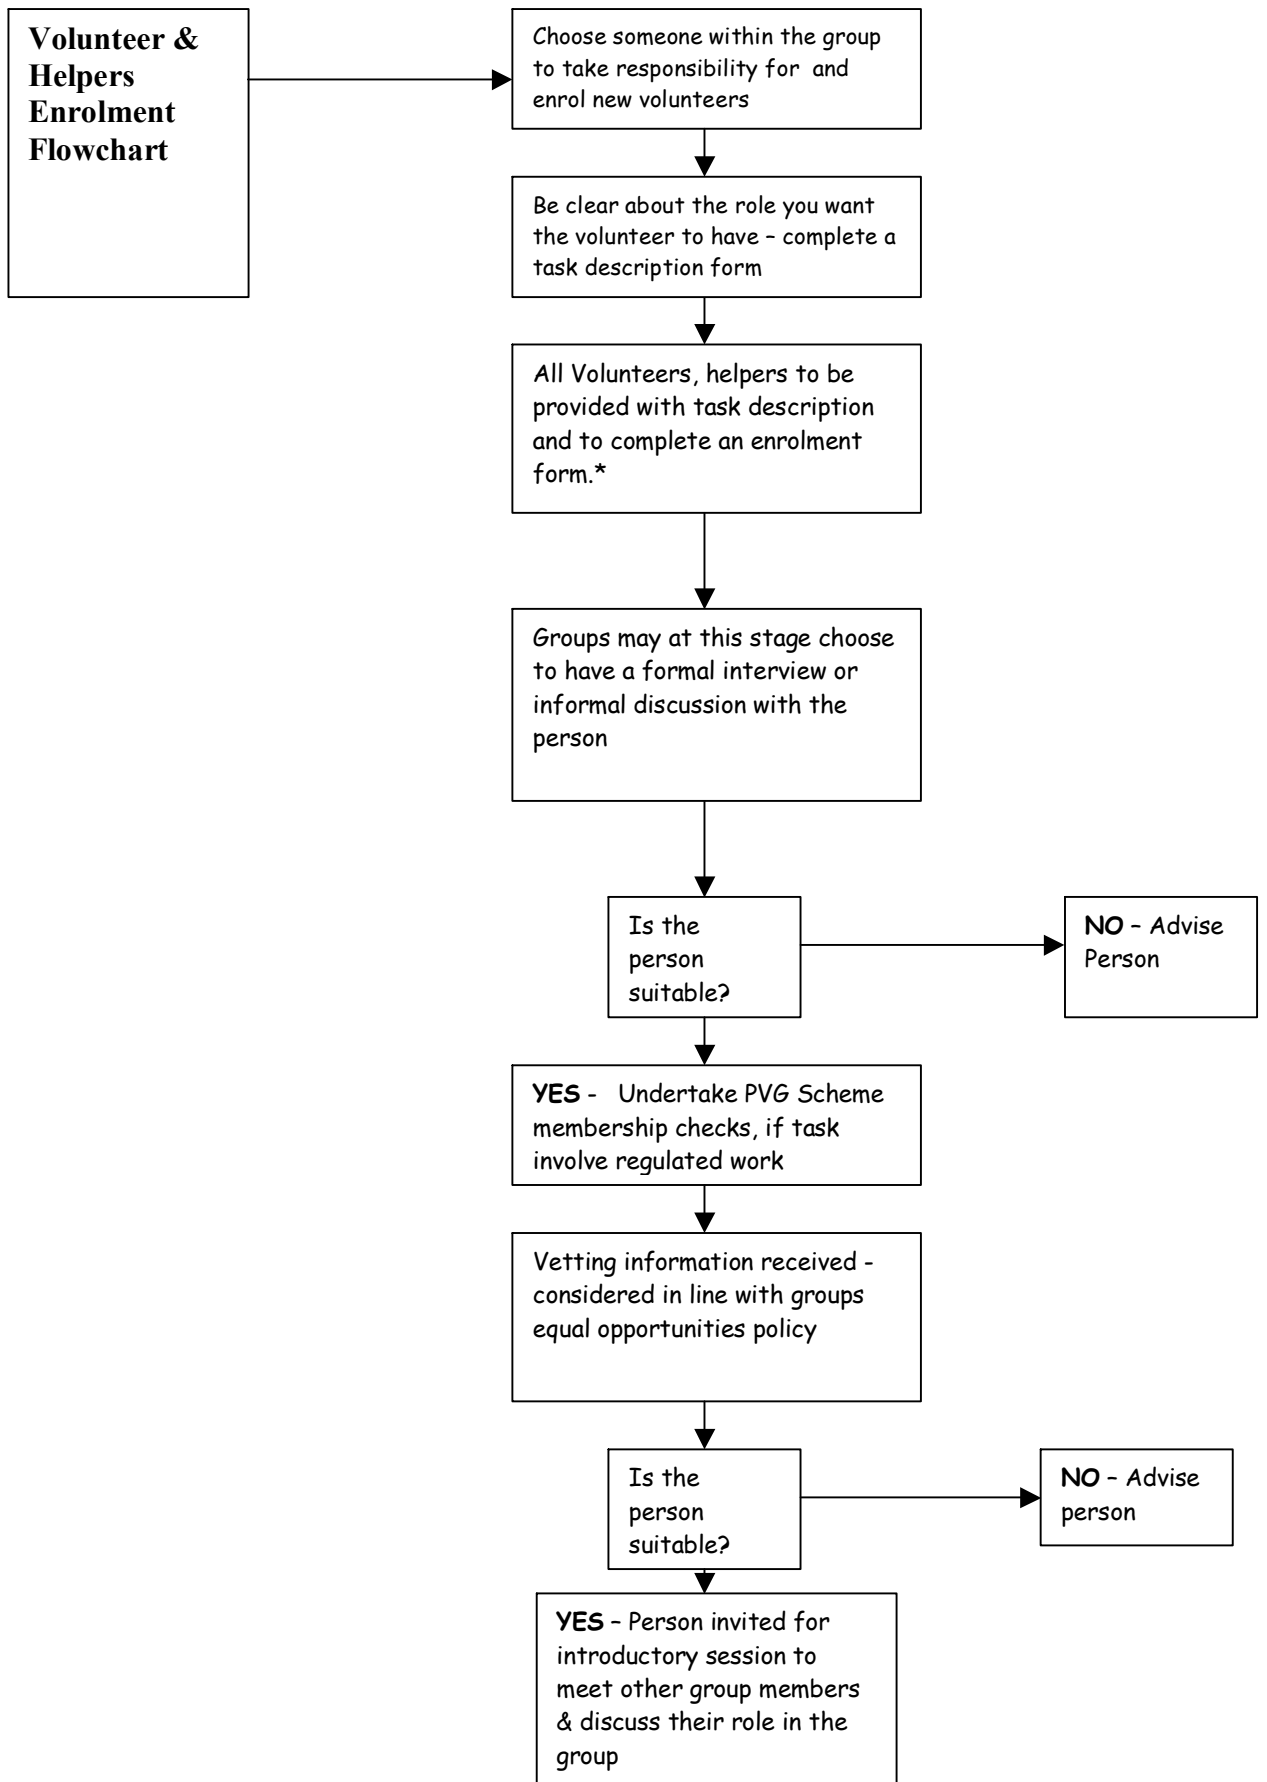 Volunteer &
Helpers
Enrolment
Flowchart
Choose someone within the group
to take responsibility for and
enrol new volunteers
Be clear about the role you want
the volunteer to have – complete a
task description form
All Volunteers, helpers to be
provided with task description
and to complete an enrolment
form.*
Groups may at this stage choose
to have a formal interview or
informal discussion with the
person
Is the
person
suitable?
NO – Advise
Person
YES - Undertake PVG Scheme
membership checks, if task
involve regulated work
Vetting information received -
considered in line with groups
equal opportunities policy
Is the
person
suitable?
NO – Advise
person
YES – Person invited for
introductory session to
meet other group members
& discuss their role in the
group